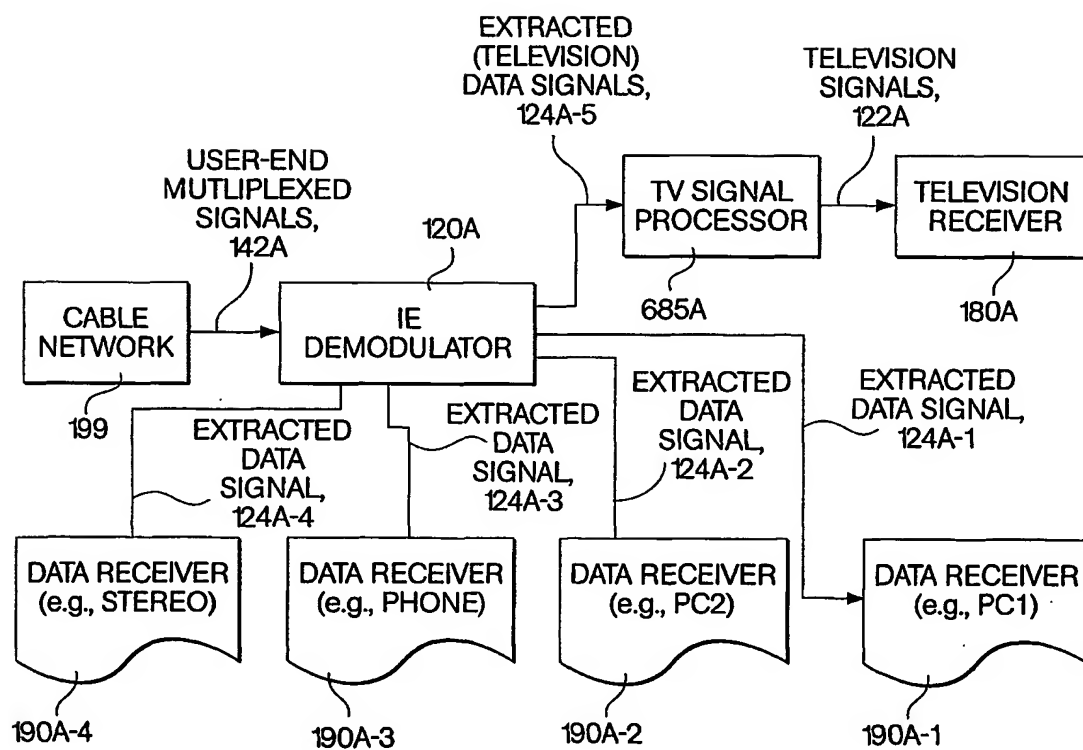 EXTRACTED
(TELEVISION)
DATA SIGNALS,
124A-5
TELEVISION
SIGNALS,
122A
USER-END
MUTLIPLEXED
SIGNALS,
142A
120A
TV SIGNAL
PROCESSOR
TELEVISION
RECEIVER
685A
180A
CABLE
NETWORK
IE
DEMODULATOR
199
EXTRACTED
DATA
SIGNAL,
124A-4
EXTRACTED
DATA
SIGNAL,
124A-3
EXTRACTED
DATA
SIGNAL,
124A-2
EXTRACTED
DATA SIGNAL,
124A-1
DATA RECEIVER
(e.g., STEREO)
DATA RECEIVER
(e.g., PHONE)
DATA RECEIVER
(e.g., PC2)
DATA RECEIVER
(e.g., PC1)
190A-4
190A-3
190A-2
190A-1